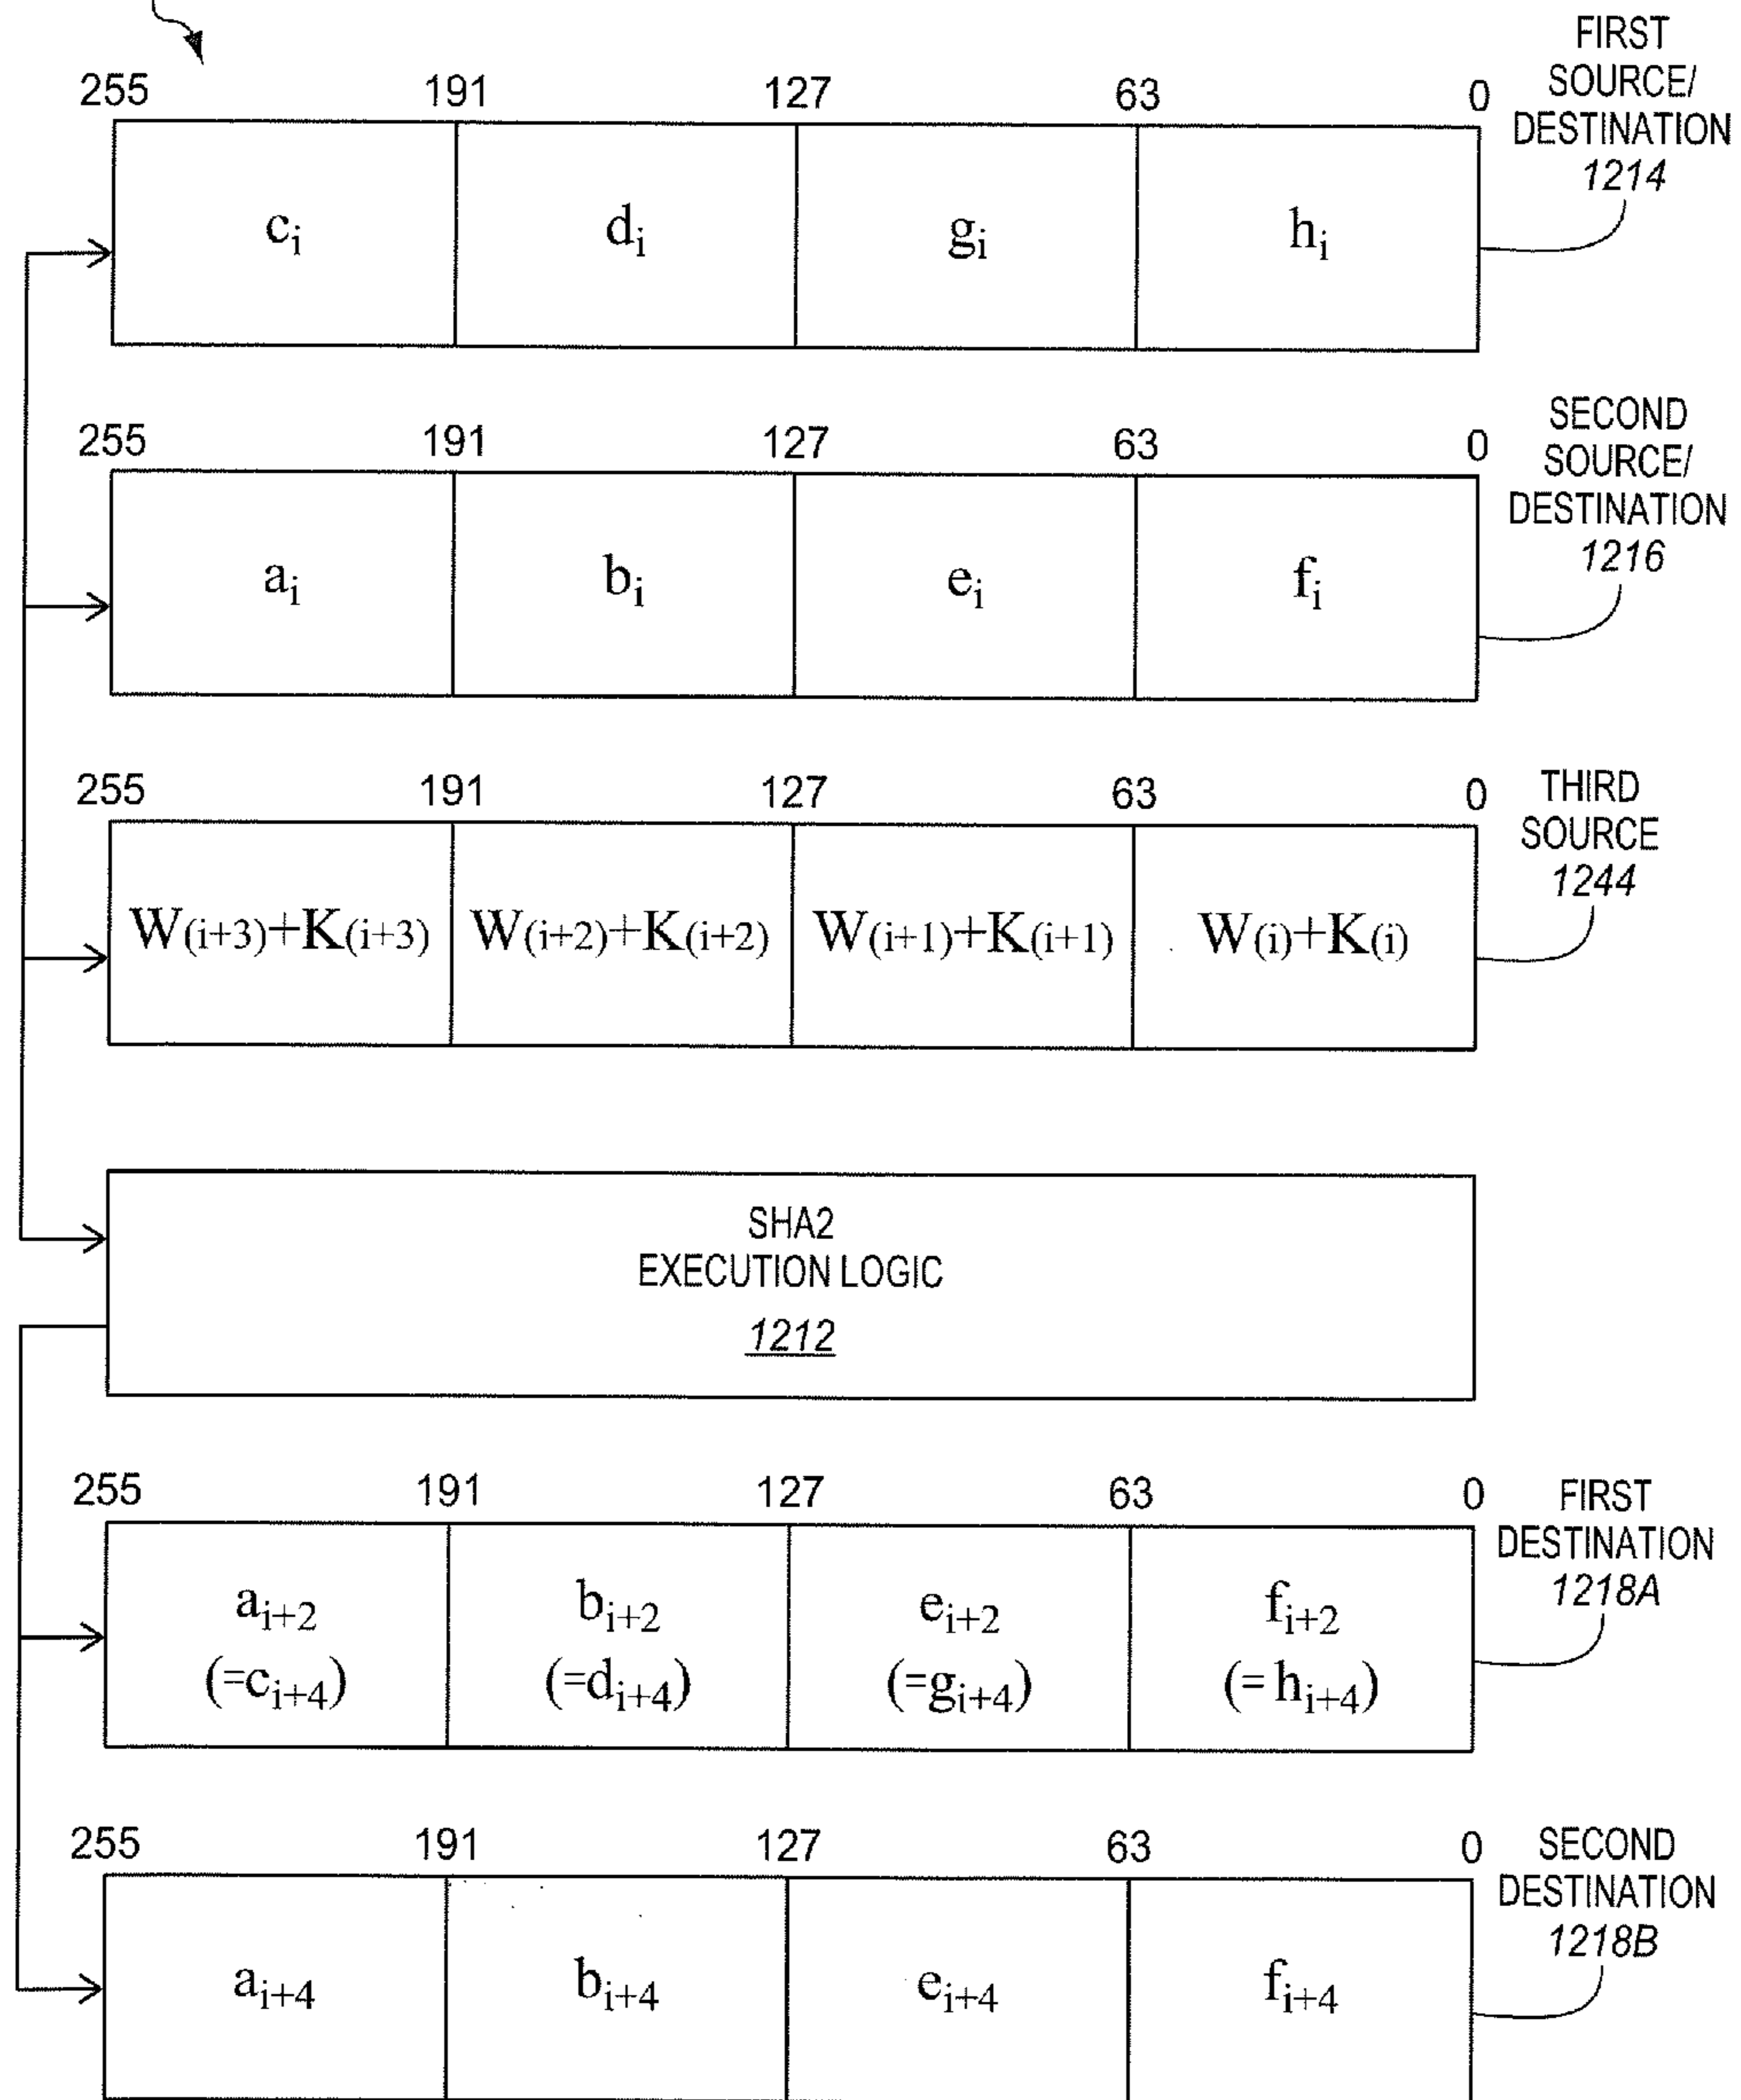 FIRST
SOURCE/
DESTINATION
1214
255 191 127 63 0
cᵢ dᵢ gᵢ hᵢ
SECOND
SOURCE/
DESTINATION
1216
255 191 127 63 0
aᵢ bᵢ eᵢ fᵢ
THIRD
SOURCE
1244
255 191 127 63 0
W(i+3)+K(i+3) W(i+2)+K(i+2) W(i+1)+K(i+1) W(i)+K(i)
SHA2
EXECUTION LOGIC
1212
255 191 127 63 0
FIRST
DESTINATION
1218A
aᵢ₊₂ bᵢ₊₂ eᵢ₊₂ fᵢ₊₂
(=cᵢ₊₄) (=dᵢ₊₄) (=gᵢ₊₄) (= hᵢ₊₄)
255 191 127 63 0
SECOND
DESTINATION
1218B
aᵢ₊₄ bᵢ₊₄ eᵢ₊₄ fᵢ₊₄